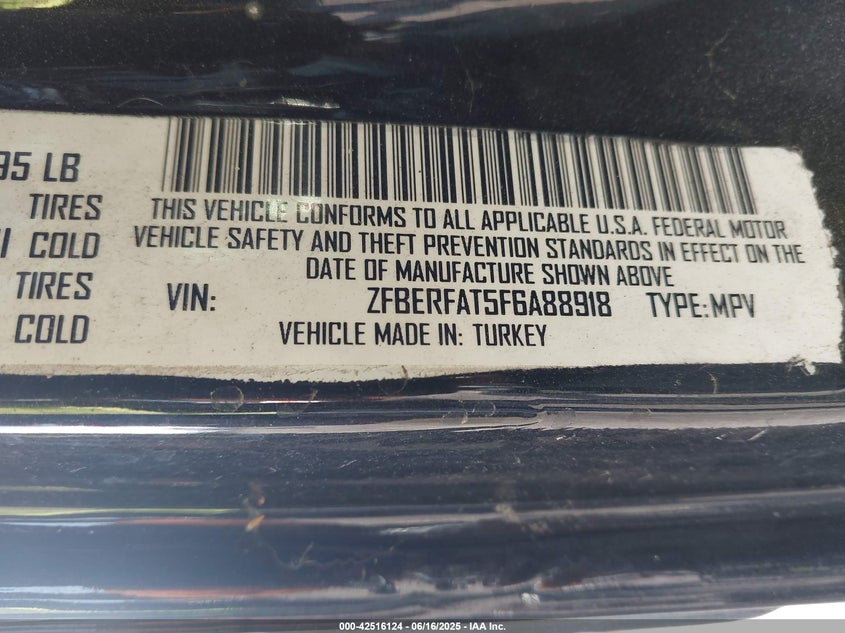 95 LB
TIRES
COLD
TIRES
COLD
THIS VEHICLE CONFORMS TO ALL APPLICABLE U.S.A. FEDERAL MOTOR
VEHICLE SAFETY AND THEFT PREVENTION STANDARDS IN EFFECT ON THE
DATE OF MANUFACTURE SHOWN ABOVE
VIN: ZFBERFAT5F6A88918 TYPE:MPV
VEHICLE MADE IN: TURKEY
000-42516124 - 06/16/2025 - IAA Inc.